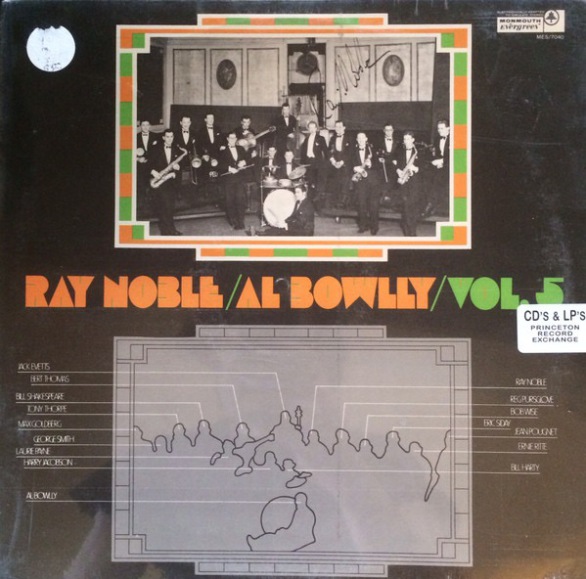 MONMOUTH
evergreen
MES/7040
Ray Noble
RAY NOBLE/AL BOWLLY/VOL. 5
CD'S & LP'S
PRINCETON
RECORD
EXCHANGE
JACK EVETTS
BERT THOMAS
BILL SHAKESPEARE
TONY THORPE
MAX GOLDBERG
GEORGE SMITH
LAURIE PAYNE
HARRY JACOBSON
AL BOWLLY
RAY NOBLE
REG PURSGLOVE
BOB WISE
ERIC SIDAY
JEAN POUGNET
ERNIE RITTE
BILL HARTY